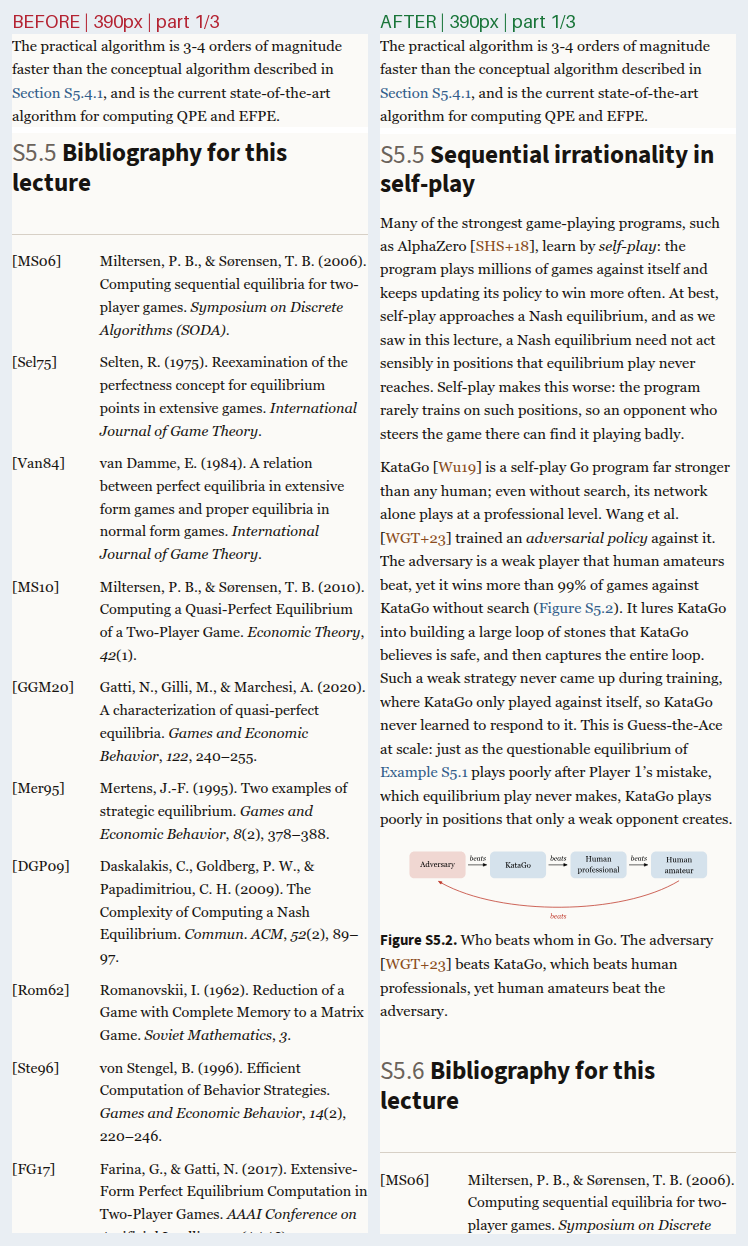 BEFORE | 390px | part 1/3
The practical algorithm is 3-4 orders of magnitude
faster than the conceptual algorithm described in
Section S5.4.1, and is the current state-of-the-art
algorithm for computing QPE and EFPE.
S5.5 Bibliography for this
lecture
[MS06] Miltersen, P. B., & Sørensen, T. B. (2006).
Computing sequential equilibria for two-
player games. Symposium on Discrete
Algorithms (SODA).
[Sel75] Selten, R. (1975). Reexamination of the
perfectness concept for equilibrium
points in extensive games. International
Journal of Game Theory.
[Van84] van Damme, E. (1984). A relation
between perfect equilibria in extensive
form games and proper equilibria in
normal form games. International
Journal of Game Theory.
[MS10] Miltersen, P. B., & Sørensen, T. B. (2010).
Computing a Quasi-Perfect Equilibrium
of a Two-Player Game. Economic Theory,
42(1).
[GGM20] Gatti, N., Gilli, M., & Marchesi, A. (2020).
A characterization of quasi-perfect
equilibria. Games and Economic
Behavior, 122, 240–255.
[Mer95] Mertens, J.-F. (1995). Two examples of
strategic equilibrium. Games and
Economic Behavior, 8(2), 378–388.
[DGP09] Daskalakis, C., Goldberg, P. W., &
Papadimitriou, C. H. (2009). The
Complexity of Computing a Nash
Equilibrium. Commun. ACM, 52(2), 89–
97.
[Rom62] Romanovskii, I. (1962). Reduction of a
Game with Complete Memory to a Matrix
Game. Soviet Mathematics, 3.
[Ste96] von Stengel, B. (1996). Efficient
Computation of Behavior Strategies.
Games and Economic Behavior, 14(2),
220–246.
[FG17] Farina, G., & Gatti, N. (2017). Extensive-
Form Perfect Equilibrium Computation in
Two-Player Games. AAAI Conference on
AFTER | 390px | part 1/3
The practical algorithm is 3-4 orders of magnitude
faster than the conceptual algorithm described in
Section S5.4.1, and is the current state-of-the-art
algorithm for computing QPE and EFPE.
S5.5 Sequential irrationality in
self-play
Many of the strongest game-playing programs, such
as AlphaZero [SHS+18], learn by self-play: the
program plays millions of games against itself and
keeps updating its policy to win more often. At best,
self-play approaches a Nash equilibrium, and as we
saw in this lecture, a Nash equilibrium need not act
sensibly in positions that equilibrium play never
reaches. Self-play makes this worse: the program
rarely trains on such positions, so an opponent who
steers the game there can find it playing badly.
KataGo [Wu19] is a self-play Go program far stronger
than any human; even without search, its network
alone plays at a professional level. Wang et al.
[WGT+23] trained an adversarial policy against it.
The adversary is a weak player that human amateurs
beat, yet it wins more than 99% of games against
KataGo without search (Figure S5.2). It lures KataGo
into building a large loop of stones that KataGo
believes is safe, and then captures the entire loop.
Such a weak strategy never came up during training,
where KataGo only played against itself, so KataGo
never learned to respond to it. This is Guess-the-Ace
at scale: just as the questionable equilibrium of
Example S5.1 plays poorly after Player 1's mistake,
which equilibrium play never makes, KataGo plays
poorly in positions that only a weak opponent creates.
Adversary beats KataGo beats Human professional beats Human amateur
beats
Figure S5.2. Who beats whom in Go. The adversary
[WGT+23] beats KataGo, which beats human
professionals, yet human amateurs beat the
adversary.
S5.6 Bibliography for this
lecture
[MS06] Miltersen, P. B., & Sørensen, T. B. (2006).
Computing sequential equilibria for two-
player games. Symposium on Discrete